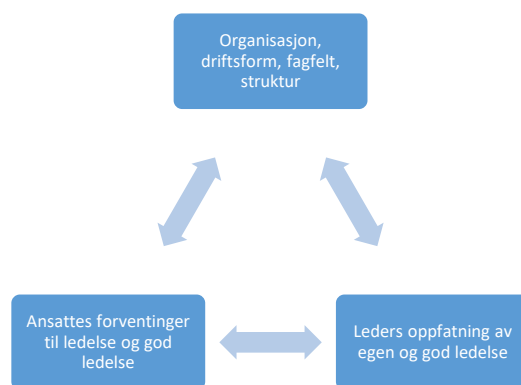 Organisasjon,
driftsform, fagfelt,
struktur
Ansattes forventinger
til ledelse og god
ledelse
Leders oppfatning av
egen og god ledelse